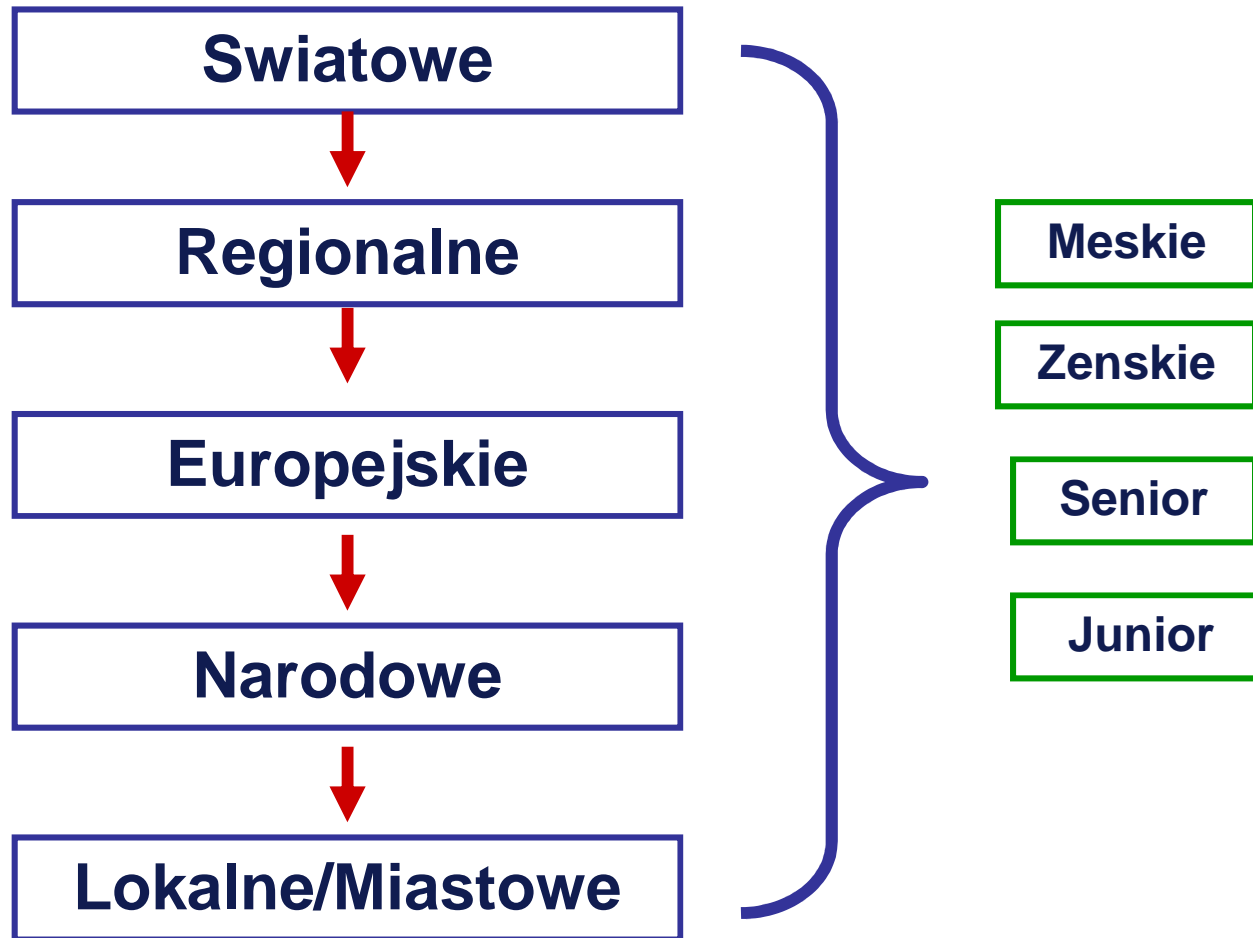 Swiatowe
Regionalne
Europejskie
Narodowe
Lokalne/Miastowe
Meskie
Zenskie
Senior
Junior